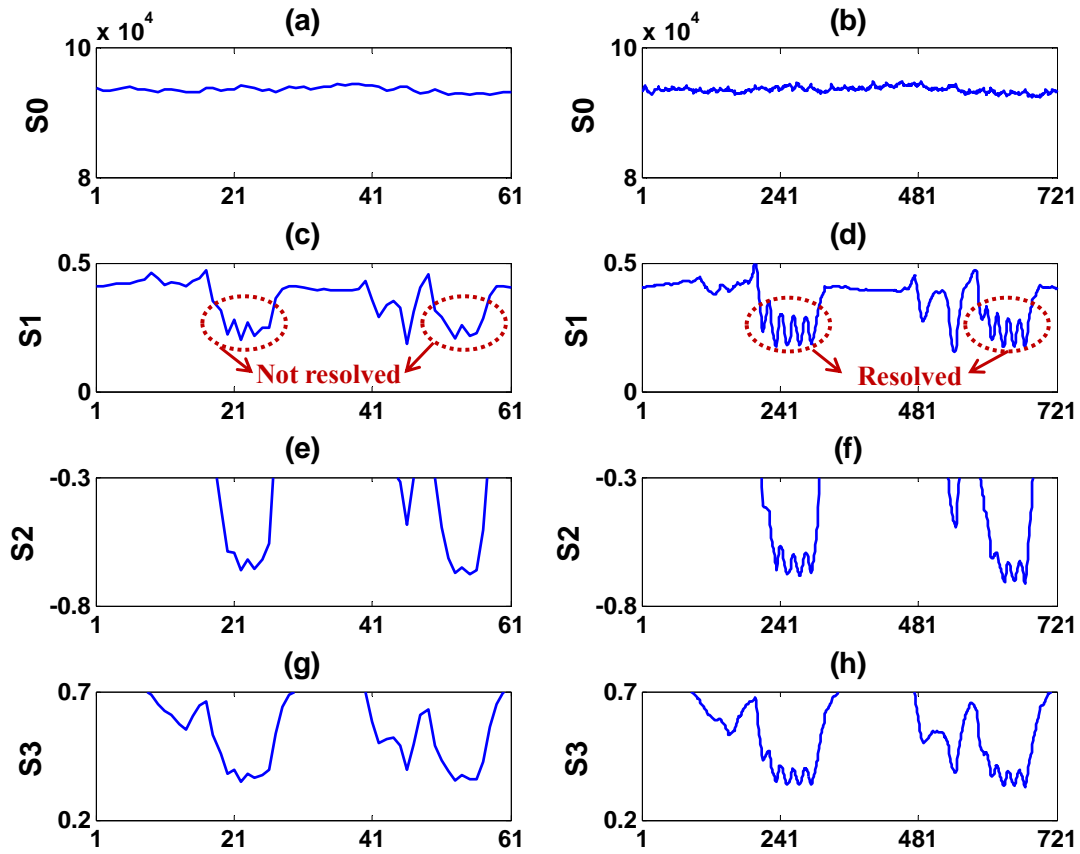 (a)
x 10^4
10
S0
8
1 21 41 61
(b)
x 10^4
10
S0
8
1 241 481 721
(c)
0.5
S1
Not resolved
0
1 21 41 61
(d)
0.5
S1
Resolved
0
1 241 481 721
(e)
-0.3
S2
-0.8
1 21 41 61
(f)
-0.3
S2
-0.8
1 241 481 721
(g)
0.7
S3
0.2
1 21 41 61
(h)
0.7
S3
0.2
1 241 481 721